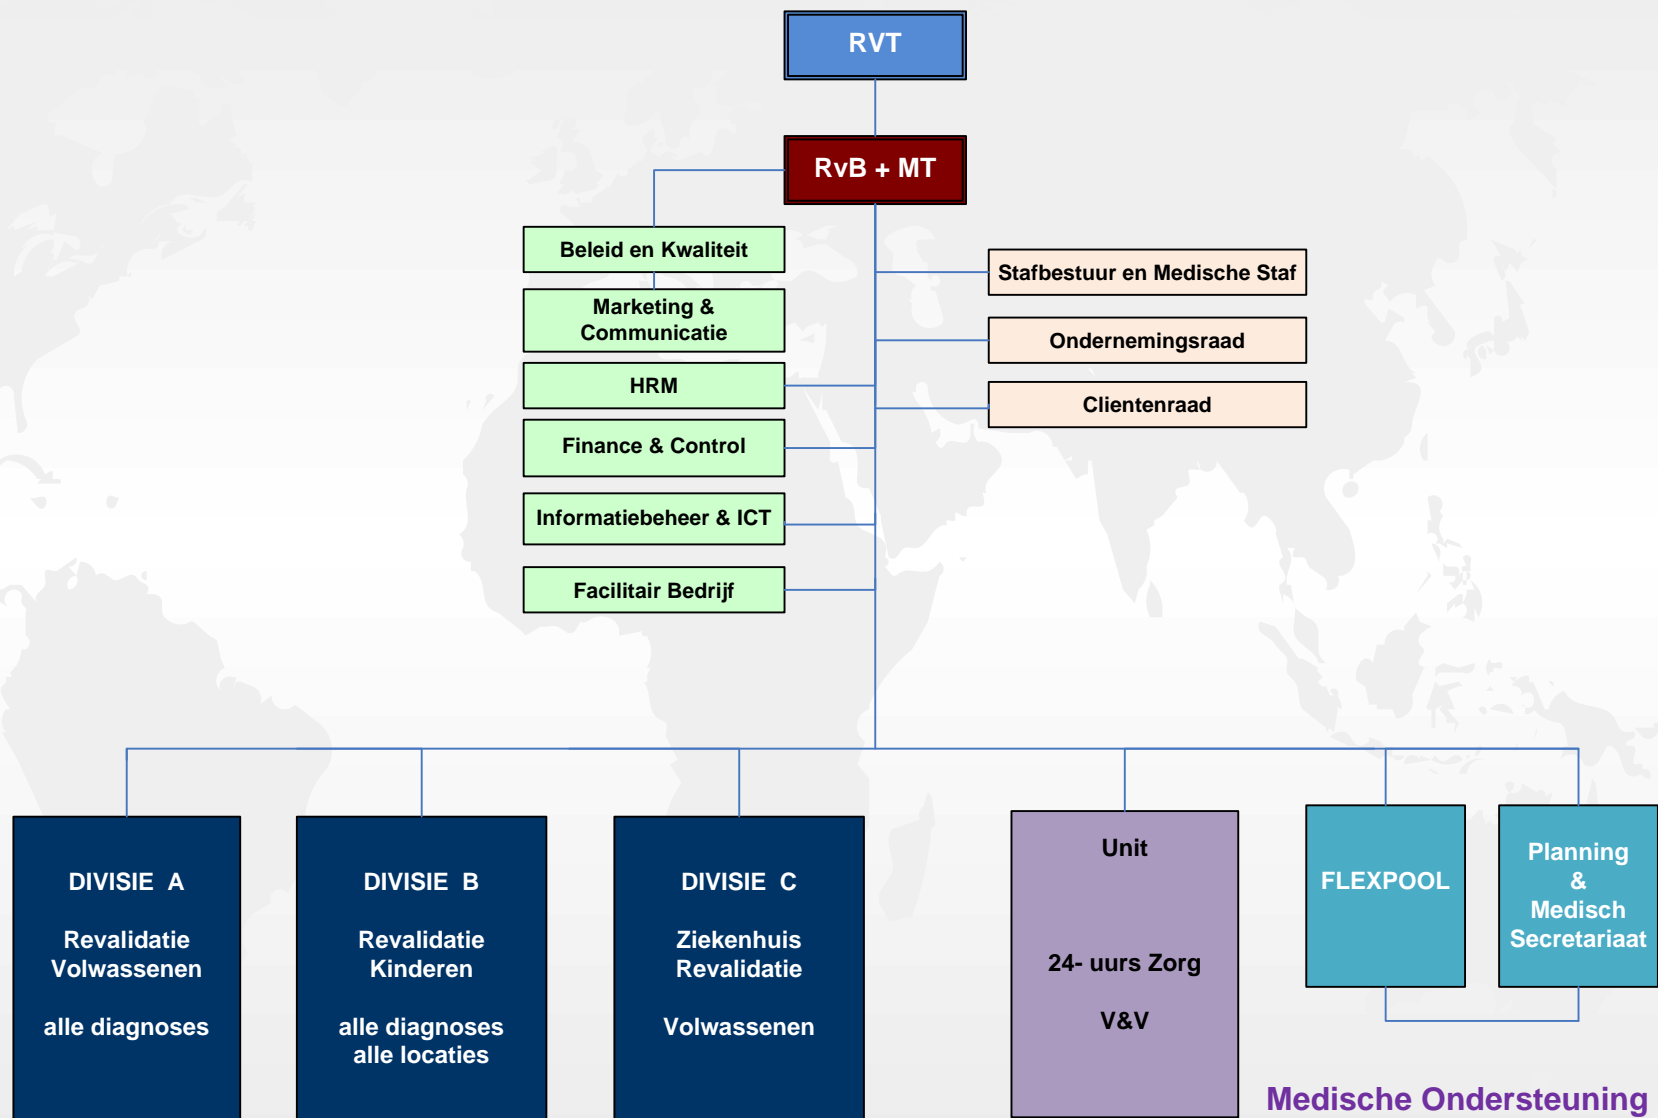 RVT
RvB + MT
Beleid en Kwaliteit
Marketing &
Communicatie
HRM
Finance & Control
Informatiebeheer & ICT
Facilitair Bedrijf
Stafbestuur en Medische Staf
Ondernemingsraad
Clientenraad
DIVISIE A
Revalidatie
Volwassenen
alle diagnoses
DIVISIE B
Revalidatie
Kinderen
alle diagnoses
alle locaties
DIVISIE C
Ziekenhuis
Revalidatie
Volwassenen
Unit
24- uurs Zorg
V&V
FLEXPOOL
Planning
&
Medisch
Secretariaat
Medische Ondersteuning